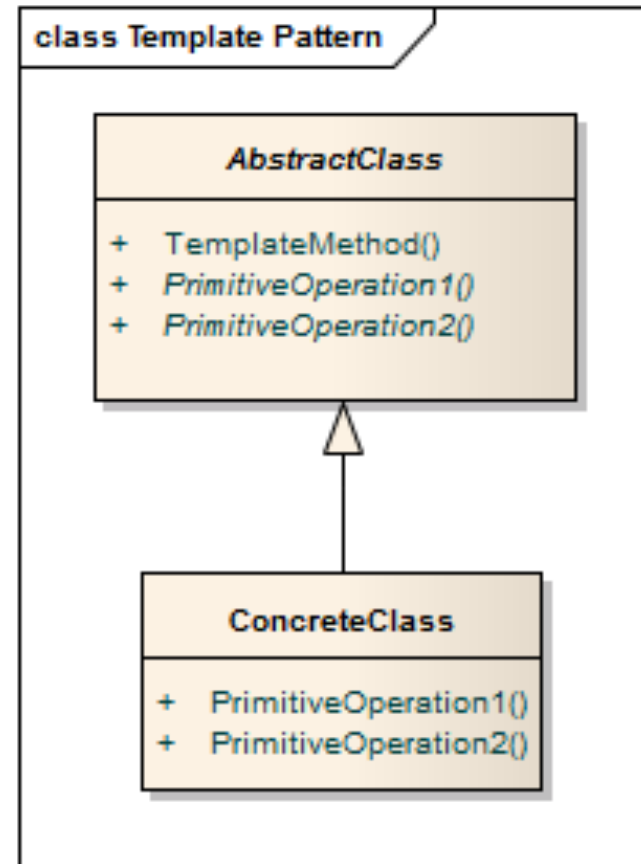 class Template Pattern
AbstractClass
+ TemplateMethod()
+ PrimitiveOperation1()
+ PrimitiveOperation2()
ConcreteClass
+ PrimitiveOperation1()
+ PrimitiveOperation2()